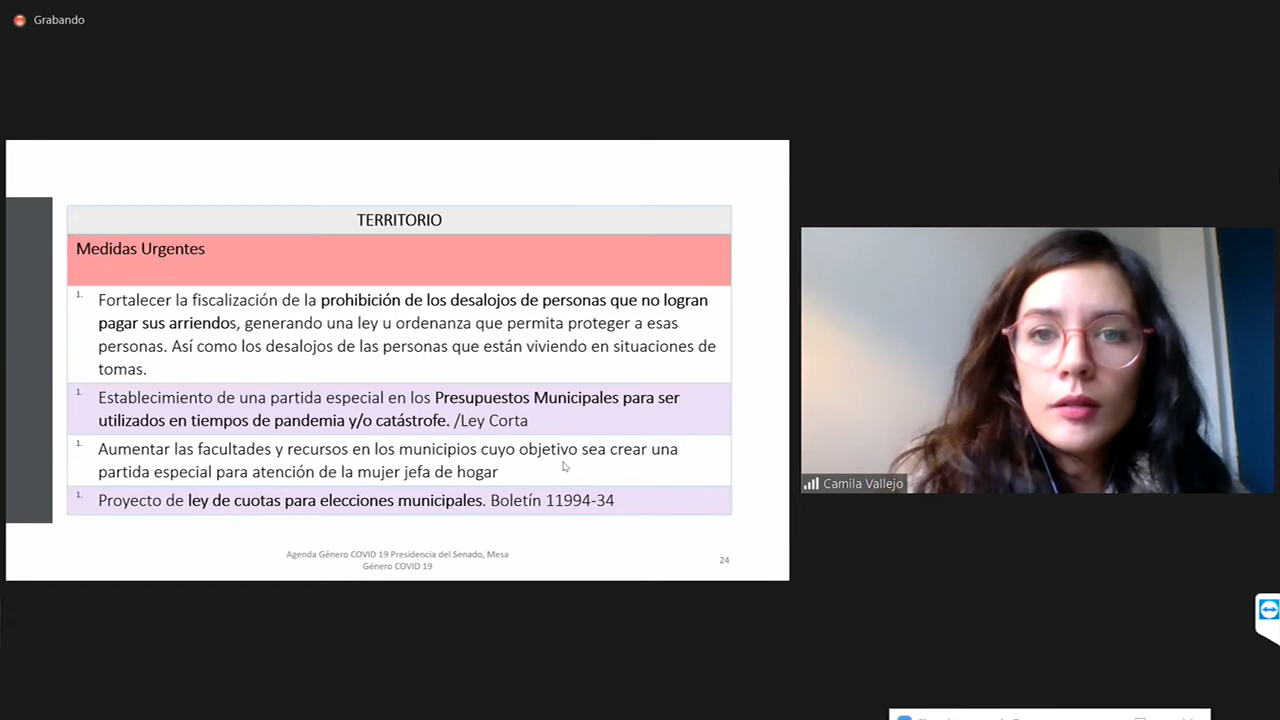 Grabando
TERRITORIO
Medidas Urgentes
1. Fortalecer la fiscalización de la prohibición de los desalojos de personas que no logran
pagar sus arriendos, generando una ley u ordenanza que permita proteger a esas
personas. Así como los desalojos de las personas que están viviendo en situaciones de
tomas.
1. Establecimiento de una partida especial en los Presupuestos Municipales para ser
utilizados en tiempos de pandemia y/o catástrofe. /Ley Corta
1. Aumentar las facultades y recursos en los municipios cuyo objetivo sea crear una
partida especial para atención de la mujer jefa de hogar
1. Proyecto de ley de cuotas para elecciones municipales. Boletín 11994-34
Agenda Género COVID 19 Presidencia del Senado, Mesa
Género COVID 19
24
Camila Vallejo